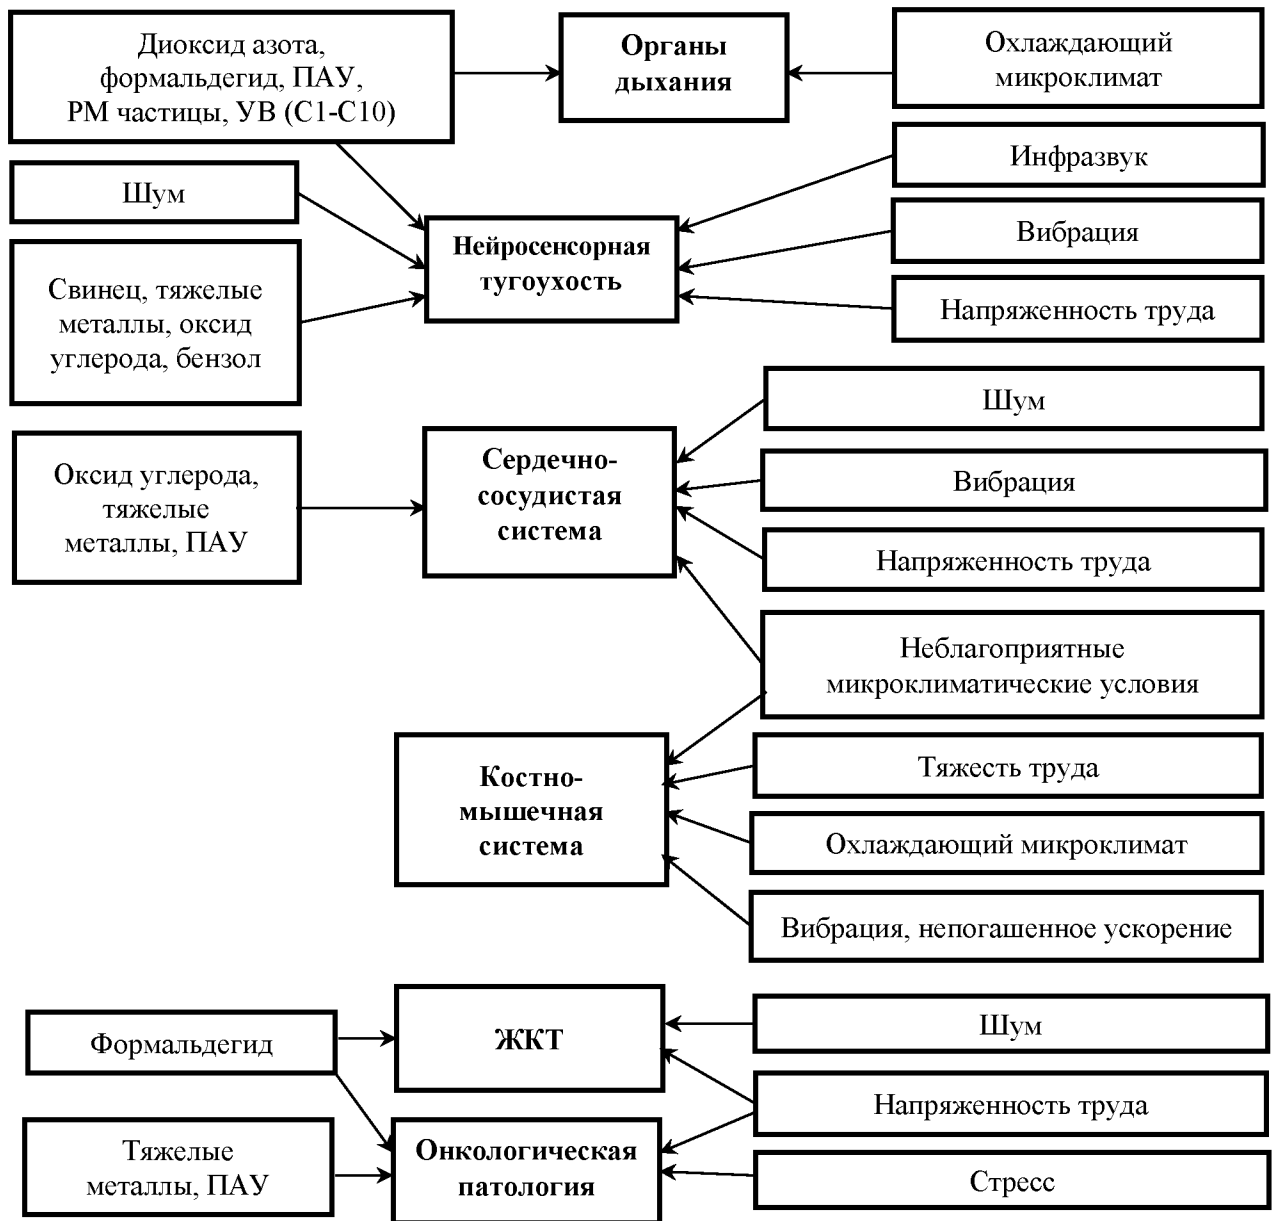 Диоксид азота,
формальдегид, ПАУ,
РМ частицы, УВ (С1-С10)
Органы
дыхания
Охлаждающий
микроклимат
Инфразвук
Шум
Нейросенсорная
тугоухость
Вибрация
Свинец, тяжелые
металлы, оксид
углерода, бензол
Напряженность труда
Шум
Оксид углерода,
тяжелые
металлы, ПАУ
Сердечно-
сосудистая
система
Вибрация
Напряженность труда
Неблагоприятные
микроклиматические условия
Костно-
мышечная
система
Тяжесть труда
Охлаждающий микроклимат
Вибрация, непогашенное ускорение
Формальдегид
ЖКТ
Шум
Напряженность труда
Тяжелые
металлы, ПАУ
Онкологическая
патология
Стресс